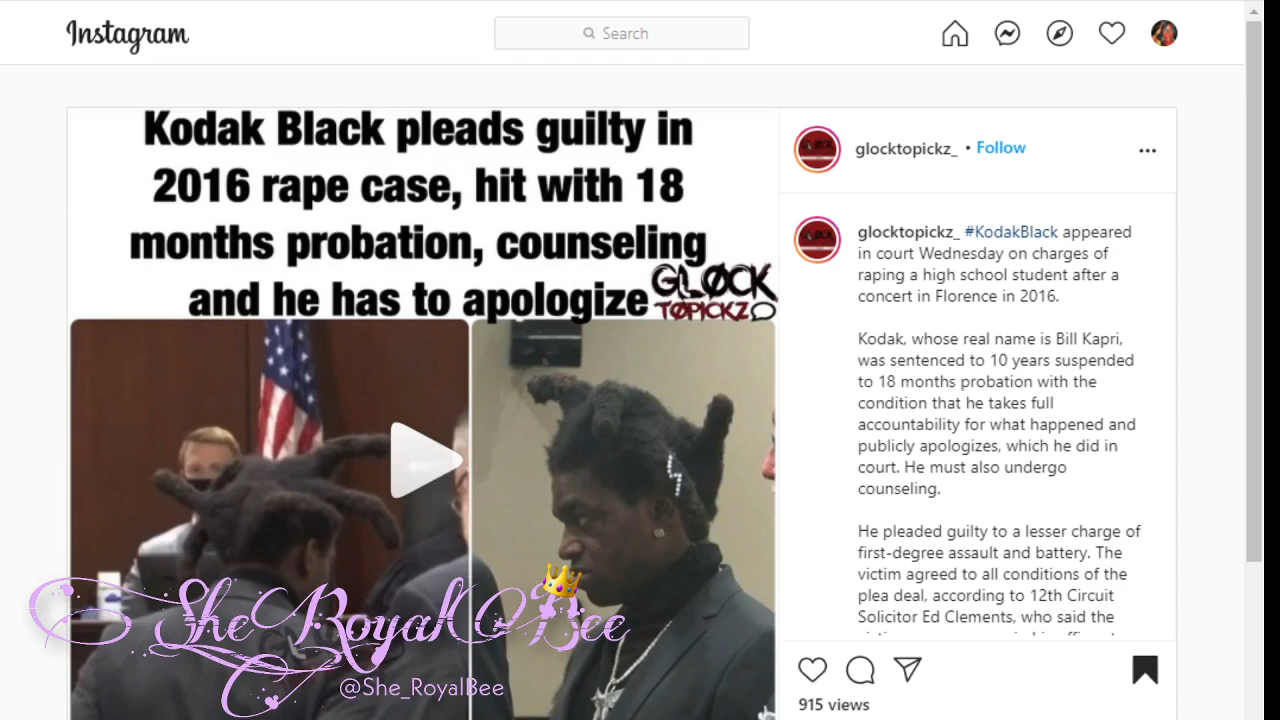 Instagram
Search
Kodak Black pleads guilty in
2016 rape case, hit with 18
months probation, counseling
and he has to apologize
GLØCK
TØPICKZ
glocktopickz_ • Follow
glocktopickz_ #KodakBlack appeared
in court Wednesday on charges of
raping a high school student after a
concert in Florence in 2016.
Kodak, whose real name is Bill Kapri,
was sentenced to 10 years suspended
to 18 months probation with the
condition that he takes full
accountability for what happened and
publicly apologizes, which he did in
court. He must also undergo
counseling.
He pleaded guilty to a lesser charge of
first-degree assault and battery. The
victim agreed to all conditions of the
plea deal, according to 12th Circuit
Solicitor Ed Clements, who said the
915 views
SheRoyalBee
@She_RoyalBee